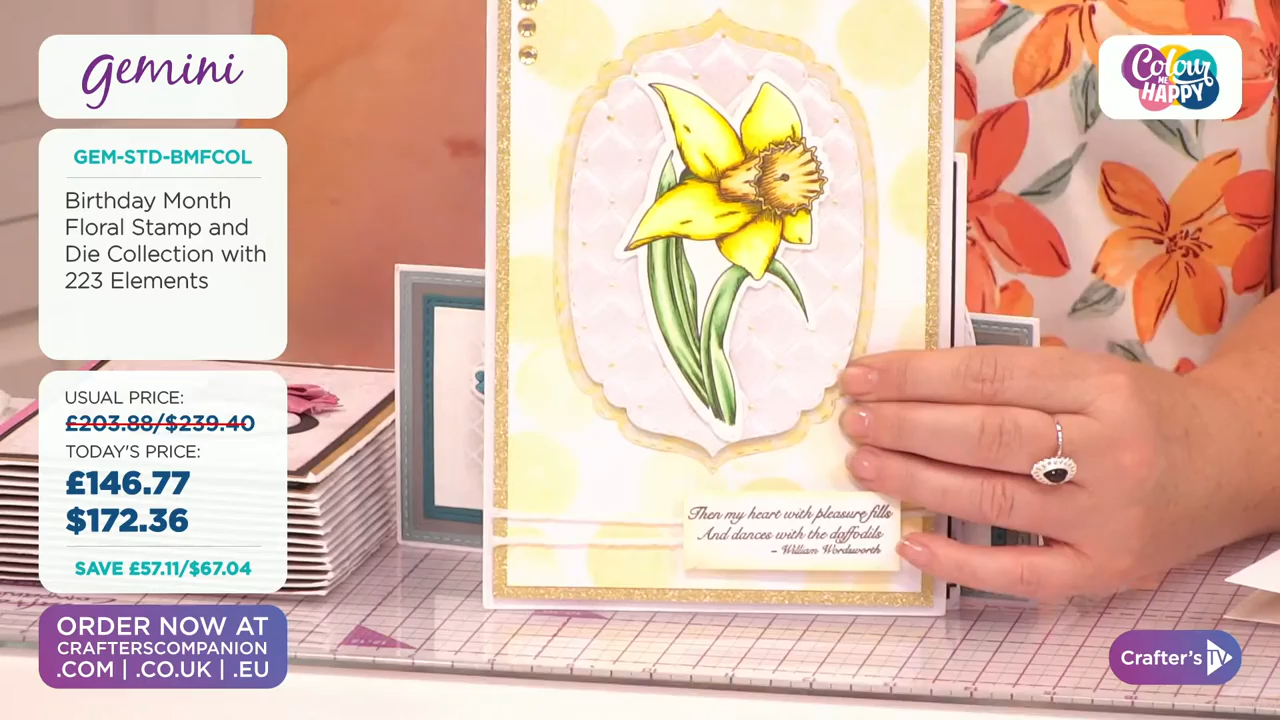 gemini
GEM-STD-BMFCOL
Birthday Month
Floral Stamp and
Die Collection with
223 Elements
USUAL PRICE:
£203.88/$239.40
TODAY'S PRICE:
£146.77
$172.36
SAVE £57.11/$67.04
ORDER NOW AT
CRAFTERSCOMPANION
.COM | .CO.UK | .EU
Colour
ME
HAPPY
Then my heart with pleasure fills
And dances with the daffodils
~ William Wordsworth
Crafter's TV